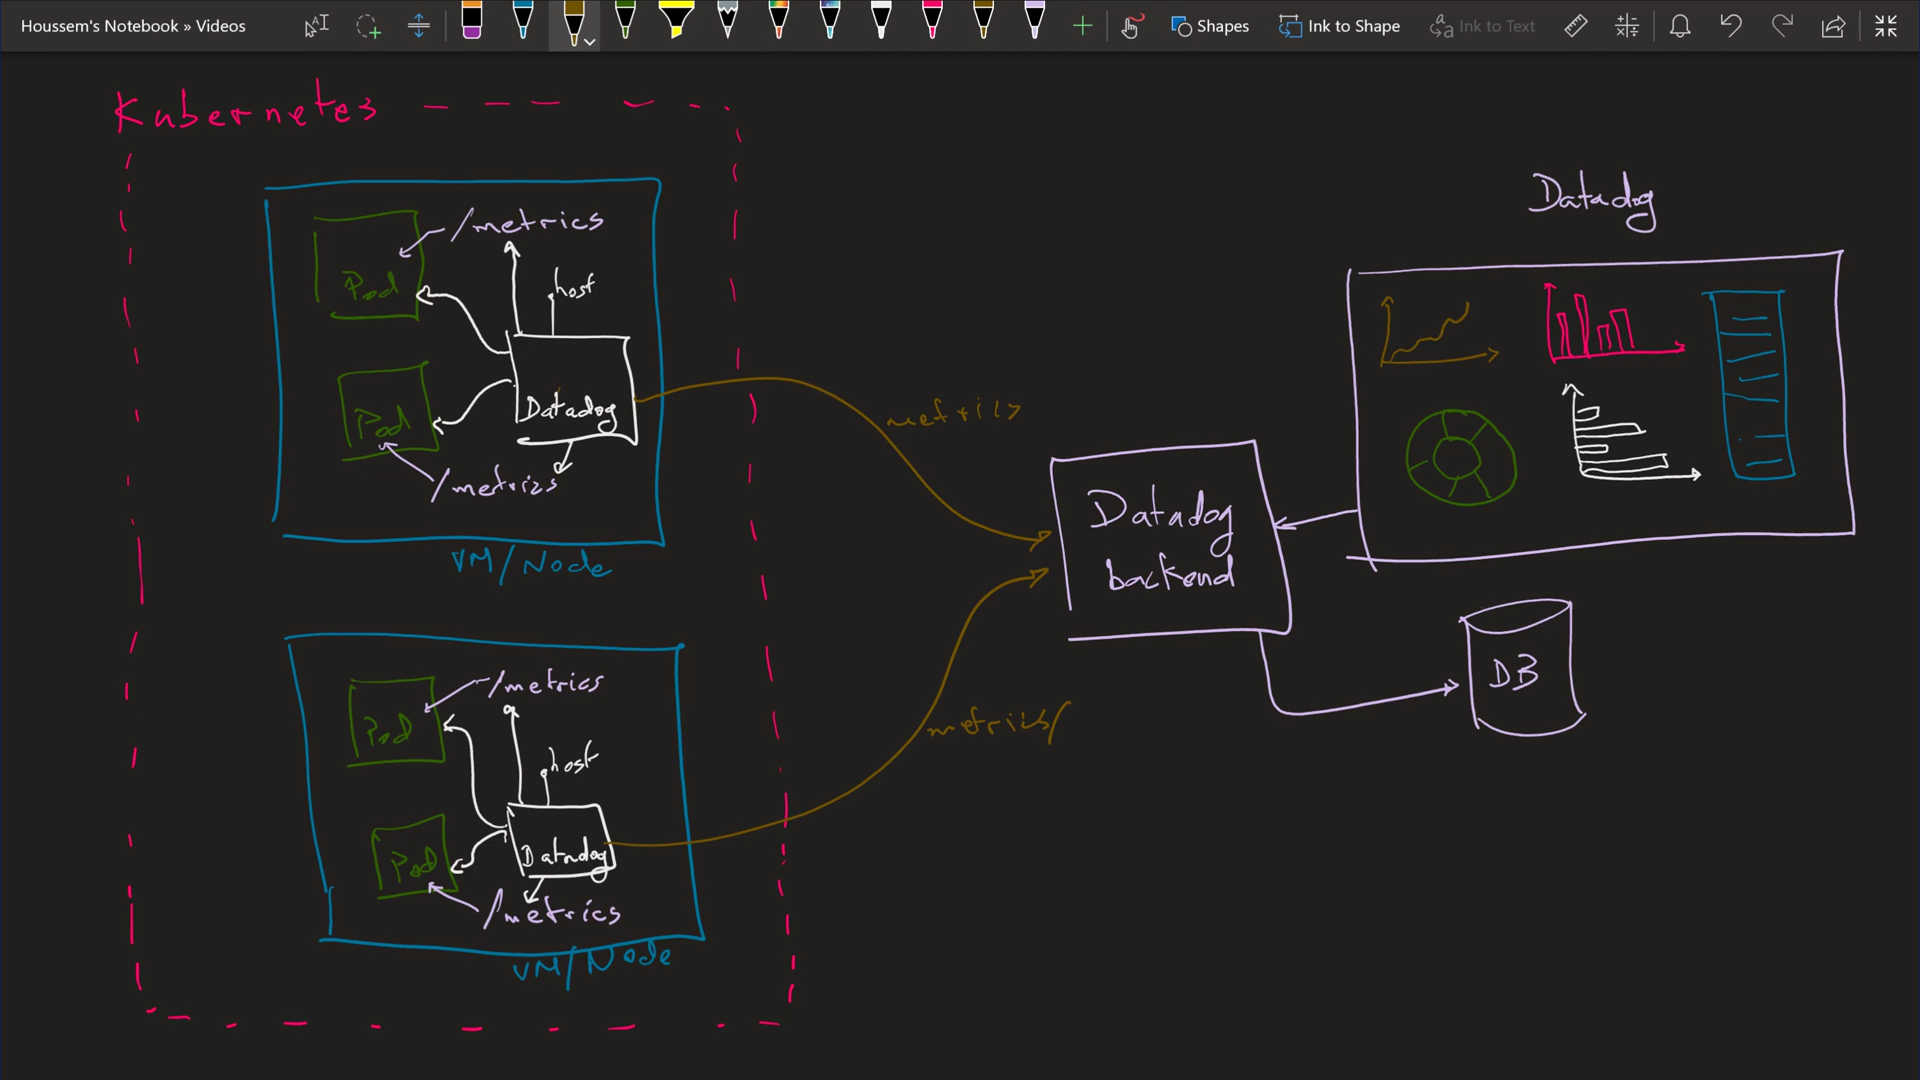 Houssem's Notebook » Videos
Shapes
Ink to Shape
Ink to Text
Kubernetes
/metrics
Pod
host
Datadog
Pod
/metrics
VM/Node
/metrics
Pod
host
Datadog
Pod
/metrics
VM/Node
metrics
metrics/
Datadog
backend
Datadog
DB